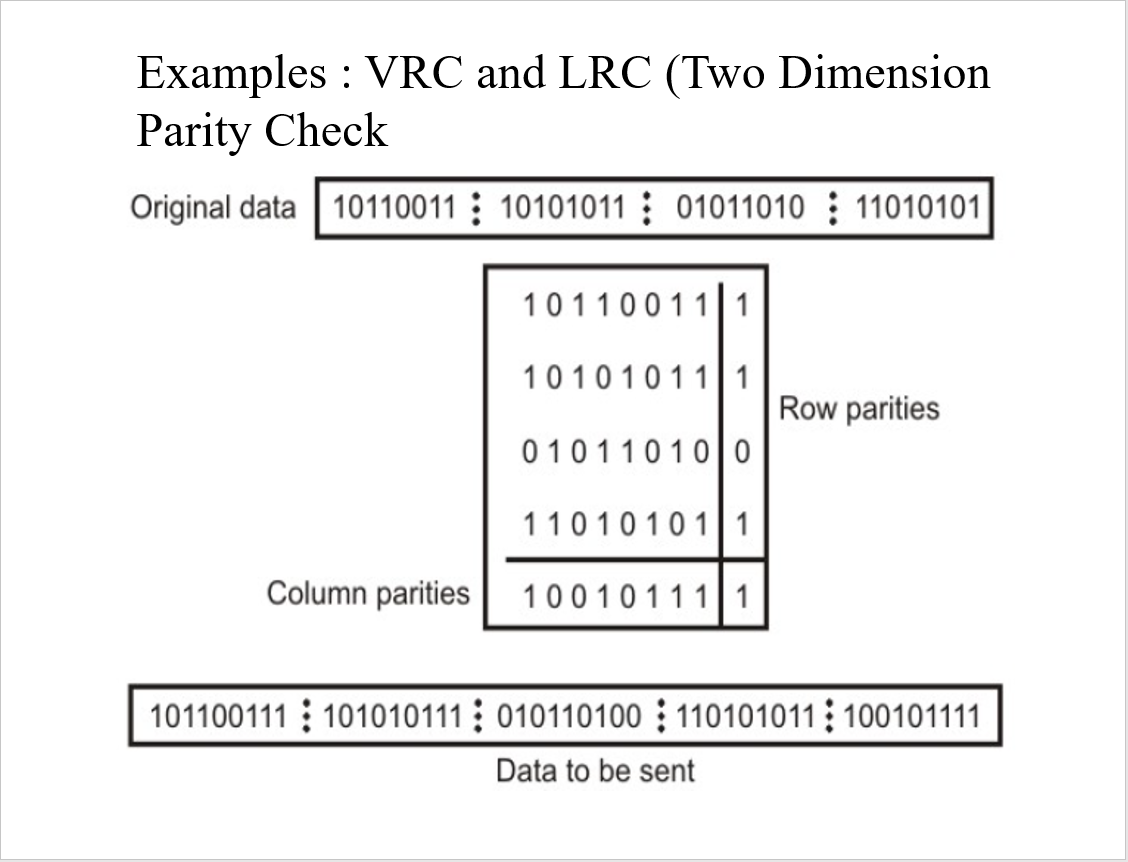 Examples : VRC and LRC (Two Dimension
Parity Check
Original data 10110011 ⋮ 10101011 ⋮ 01011010 ⋮ 11010101
1 0 1 1 0 0 1 1 1
1 0 1 0 1 0 1 1 1
Row parities
0 1 0 1 1 0 1 0 0
1 1 0 1 0 1 0 1 1
Column parities 1 0 0 1 0 1 1 1 1
101100111 ⋮ 101010111 ⋮ 010110100 ⋮ 110101011 ⋮ 100101111
Data to be sent